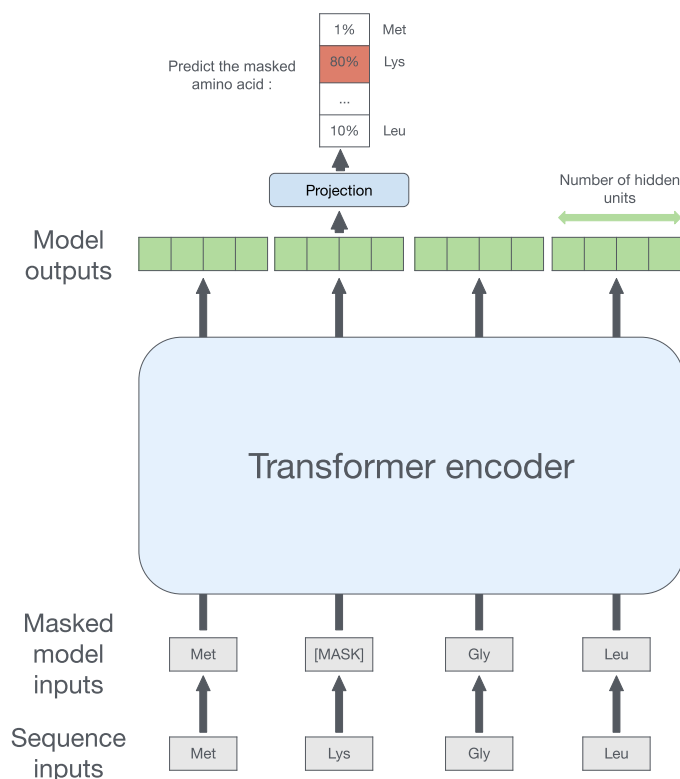 1% Met
Predict the masked
amino acid :
80% Lys
...
10% Leu
Projection
Number of hidden
units
Model
outputs
Transformer encoder
Masked
model
inputs
Met [MASK] Gly Leu
Sequence
inputs
Met Lys Gly Leu